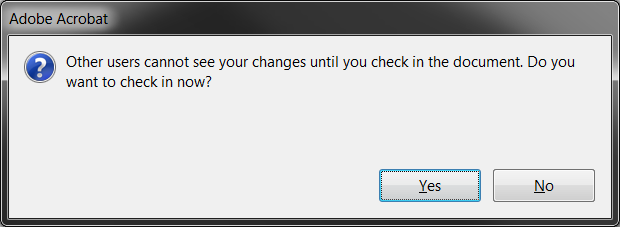 Adobe Acrobat
Other users cannot see your changes until you check in the document. Do you
want to check in now?
Yes
No